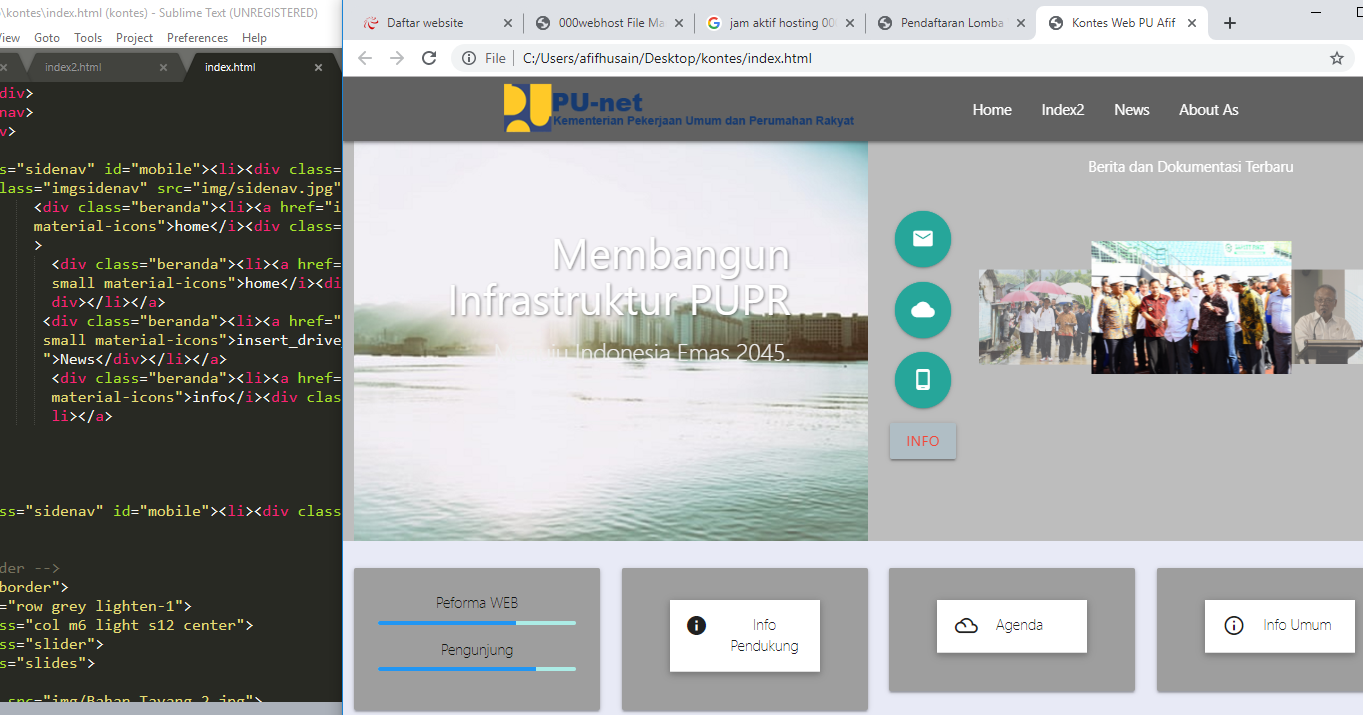 \kontes\index.html (kontes) - Sublime Text (UNREGISTERED)
View Goto Tools Project Preferences Help
index2.html
index.html
div>
nav>
v>
s="sidenav" id="mobile"><li><div class=
lass="imgsidenav" src="img/sidenav.jpg"
<div class="beranda"><li><a href="i
material-icons">home</i><div class=
>
<div class="beranda"><li><a href=
small material-icons">home</i><di
div></li></a>
<div class="beranda"><li><a href="
small material-icons">insert_drive
">News</div></li></a>
<div class="beranda"><li><a href=
material-icons">info</i><div clas
li></a>
ss="sidenav" id="mobile"><li><div class
der -->
border">
="row grey lighten-1">
ss="col m6 light s12 center">
ss="slider">
s="slides">
src="img/Bahan Tayang 2.jpg">
Daftar website
000webhost File Ma
jam aktif hosting 00
Pendaftaran Lomba
Kontes Web PU Afif
File
C:/Users/afifhusain/Desktop/kontes/index.html
PU-net
Kementerian Pekerjaan Umum dan Perumahan Rakyat
Home Index2 News About As
Membangun
Infrastruktur PUPR
Indonesia Emas 2045.
Berita dan Dokumentasi Terbaru
INFO
Peforma WEB
Pengunjung
Info
Pendukung
Agenda
Info Umum